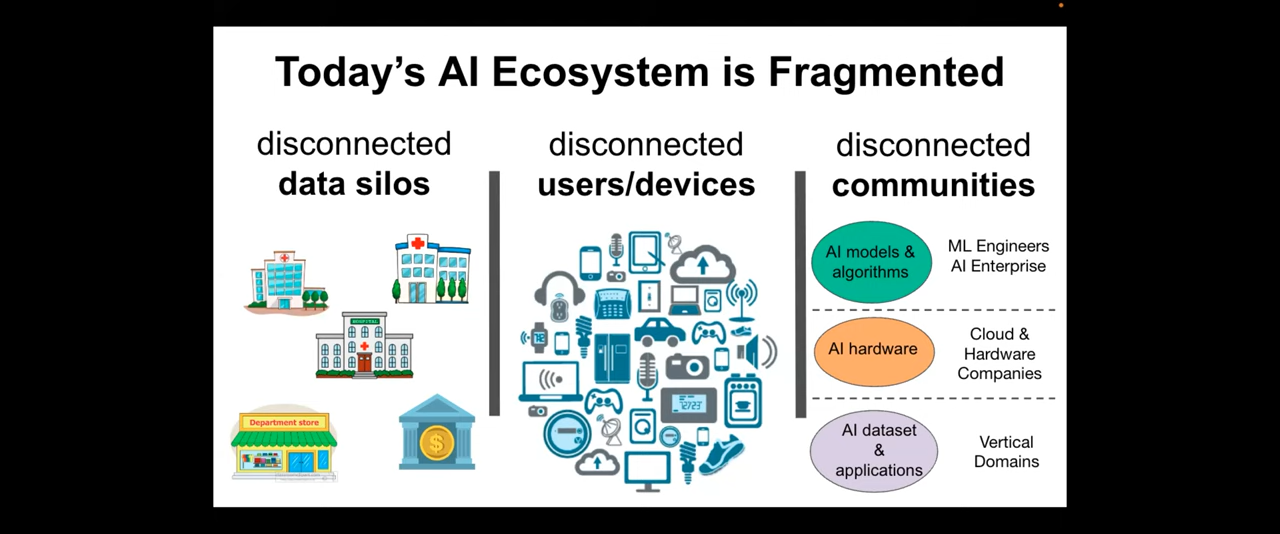 Today's AI Ecosystem is Fragmented
disconnected
data silos
disconnected
users/devices
disconnected
communities
HOSPITAL
Department store
$
AI models &
algorithms
ML Engineers
AI Enterprise
AI hardware
Cloud &
Hardware
Companies
AI dataset
&
applications
Vertical
Domains